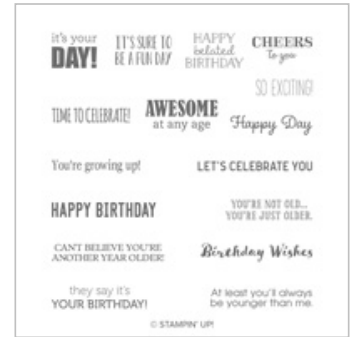 it's your
DAY!
IT'S SURE TO
BE A FUN DAY
HAPPY
belated
BIRTHDAY
CHEERS
to you
SO EXCITING!
TIME TO CELEBRATE!
AWESOME
at any age
Happy Day
You're growing up!
LET'S CELEBRATE YOU
HAPPY BIRTHDAY
YOU'RE NOT OLD...
YOU'RE JUST OLDER.
CAN'T BELIEVE YOU'RE
ANOTHER YEAR OLDER!
Birthday Wishes
they say it's
YOUR BIRTHDAY!
At least you'll always
be younger than me.
© STAMPIN' UP!